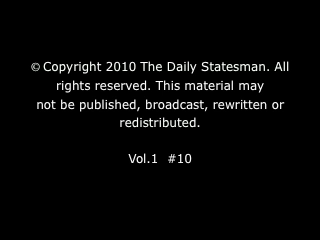 © Copyright 2010 The Daily Statesman. All
rights reserved. This material may
not be published, broadcast, rewritten or
redistributed.
Vol.1  #10